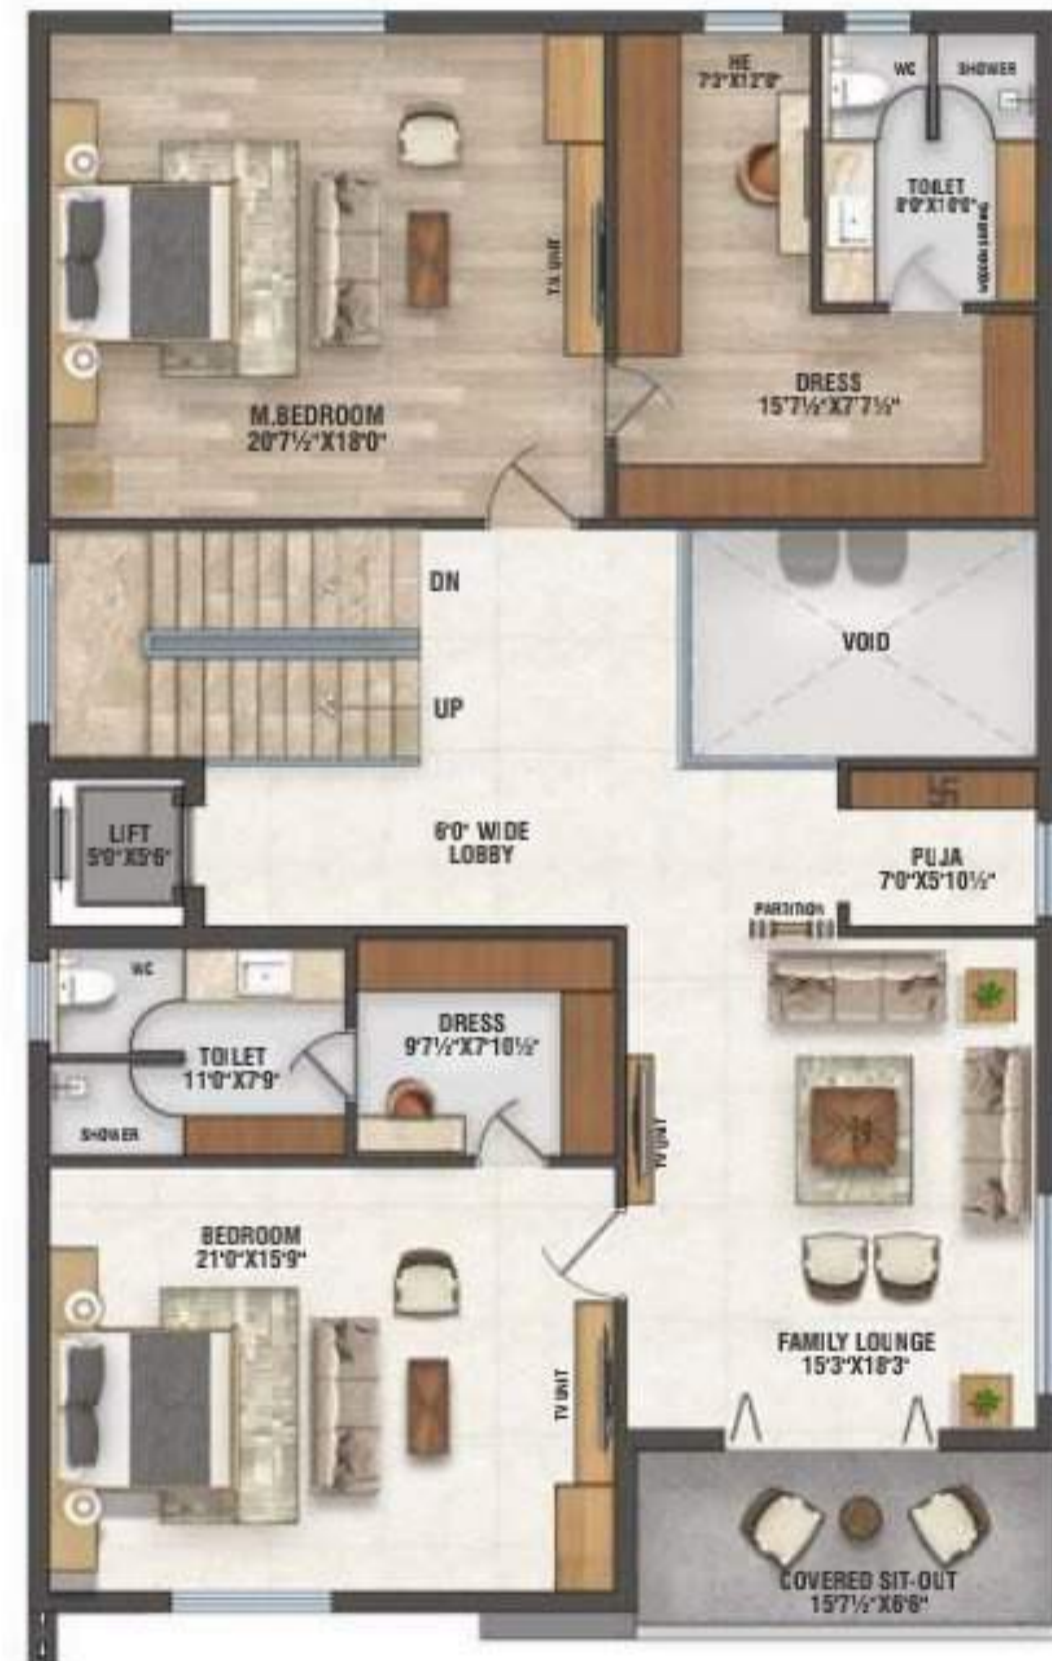 HE
7'3"X12'0"
WC
SHOWER
TOILET
8'0"X10'0"
T.V. UNIT
DRESS
15'7½"X7'7½"
M.BEDROOM
20'7½"X18'0"
DN
VOID
UP
LIFT
5'0"X5'6"
6'0" WIDE
LOBBY
PUJA
7'0"X5'10½"
PARTITION
WC
DRESS
9'7½"X7'10½"
TOILET
11'0"X7'9"
SHOWER
TV UNIT
BEDROOM
21'0"X15'9"
FAMILY LOUNGE
15'3"X18'3"
TV UNIT
COVERED SIT-OUT
15'7½"X6'6"